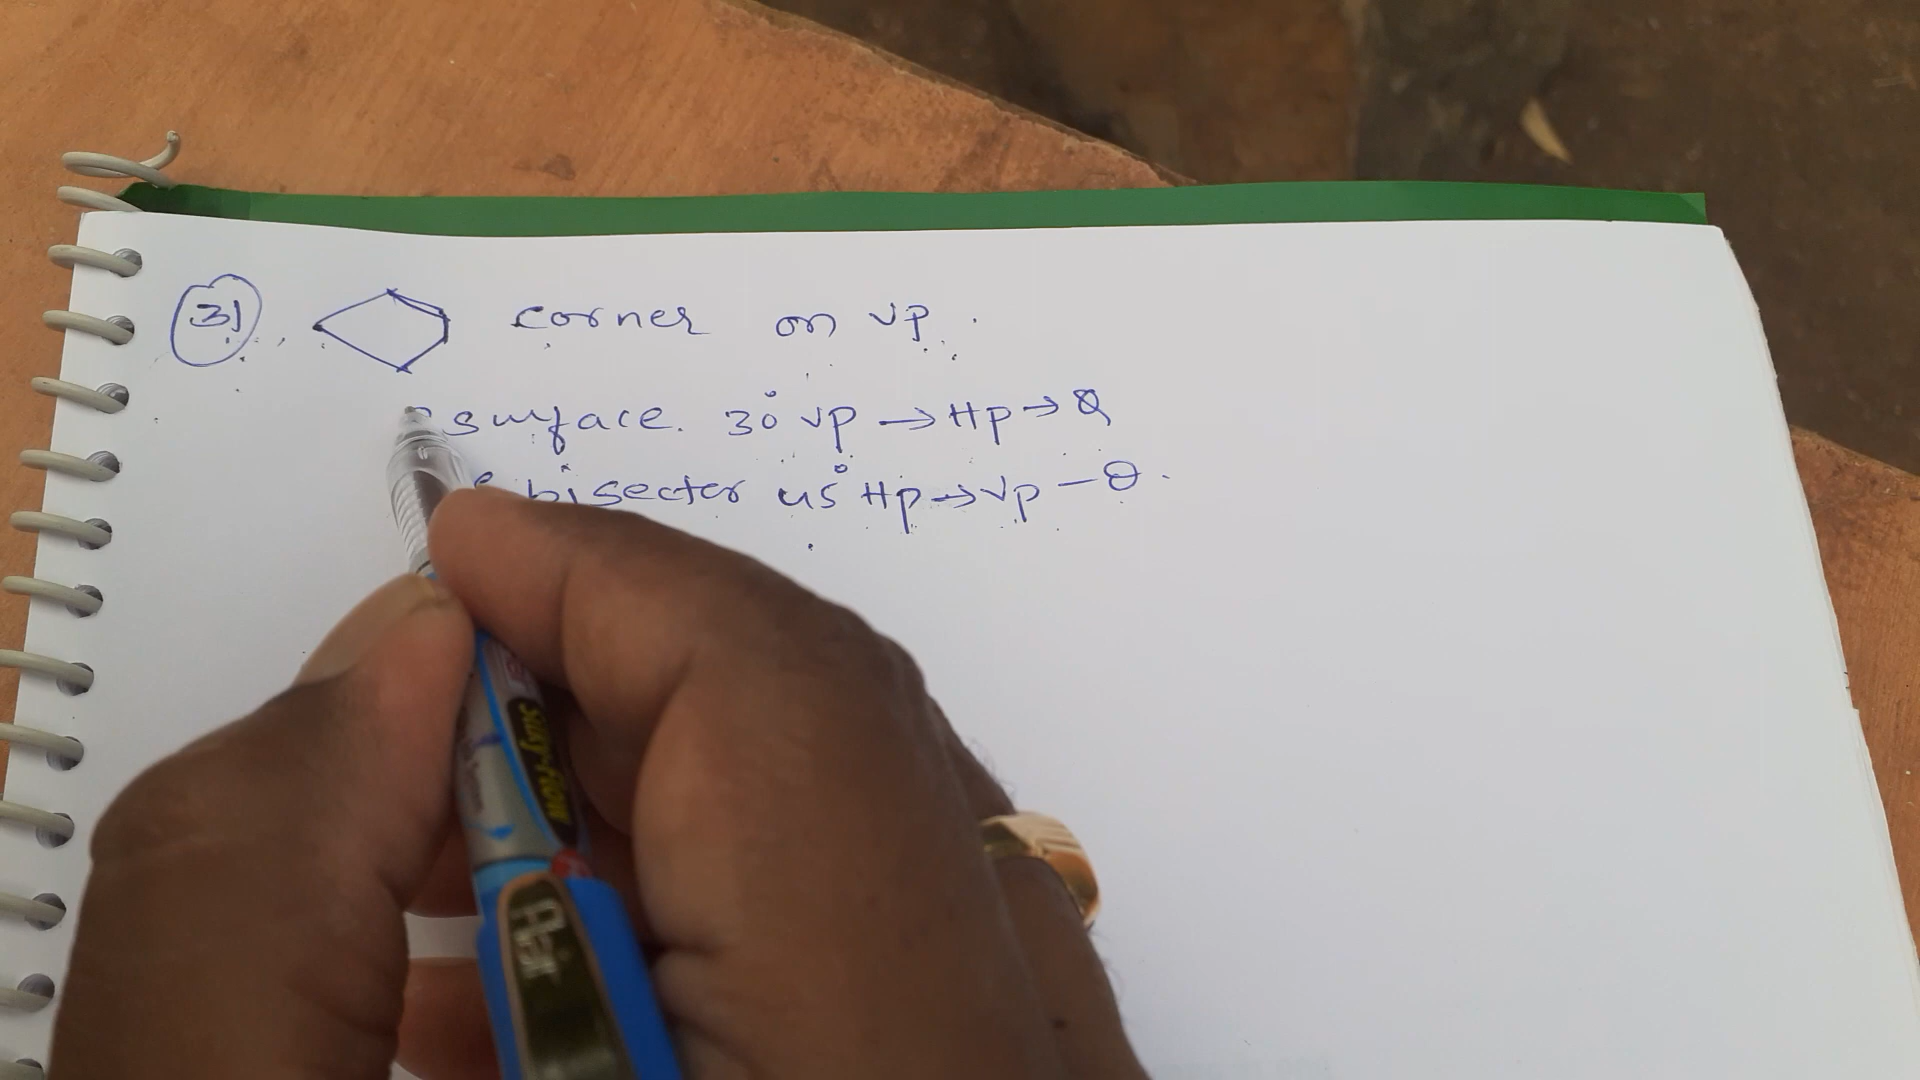 31
corner on VP.
surface. 30° VP → HP → Ø
bisector 45° HP → VP - θ.